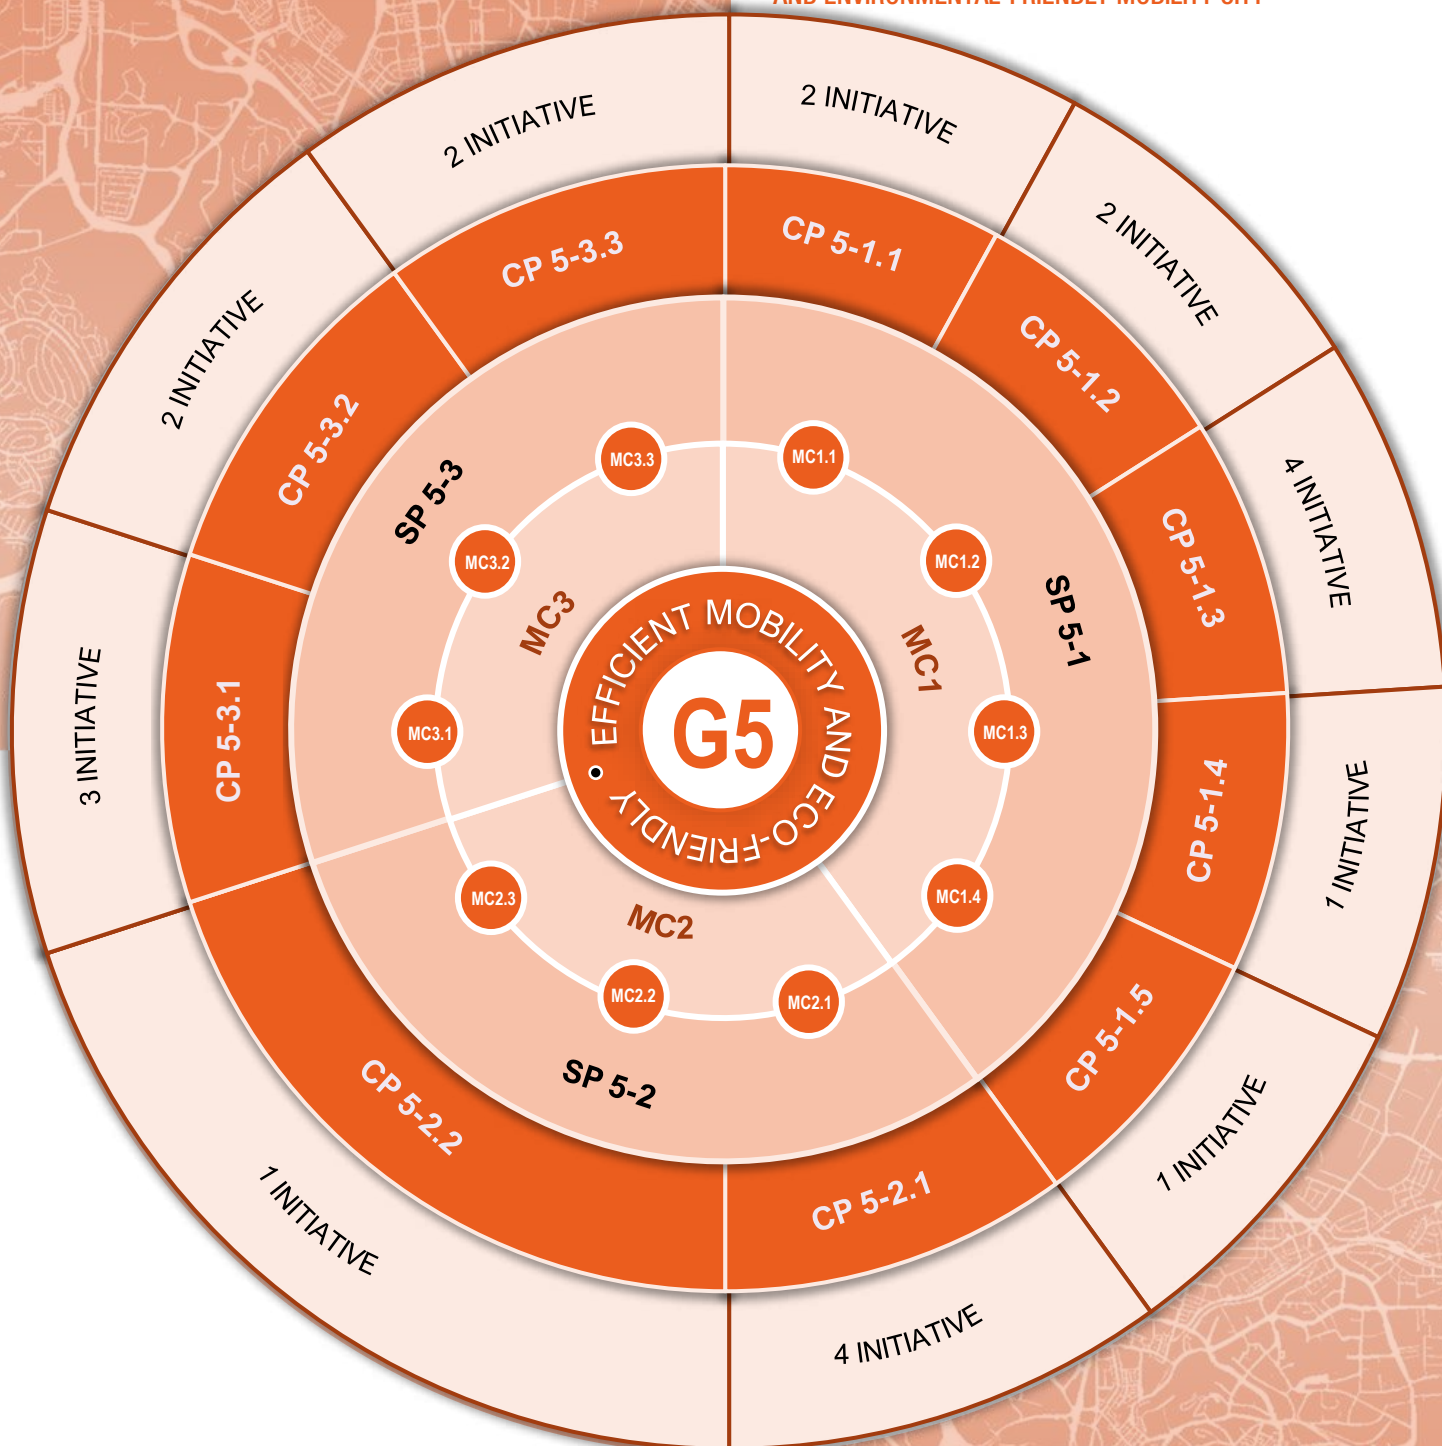 AND ENVIRONMENTAL FRIENDLY MOBILITY CITY
2 INITIATIVE
2 INITIATIVE
4 INITIATIVE
1 INITIATIVE
1 INITIATIVE
4 INITIATIVE
1 INITIATIVE
3 INITIATIVE
2 INITIATIVE
2 INITIATIVE
CP 5-1.1
CP 5-1.2
CP 5-1.3
CP 5-1.4
CP 5-1.5
CP 5-2.1
CP 5-2.2
CP 5-3.1
CP 5-3.2
CP 5-3.3
SP 5-1
SP 5-2
SP 5-3
MC1.1
MC1.2
MC1.3
MC1.4
MC2.1
MC2.2
MC2.3
MC3.1
MC3.2
MC3.3
MC1
MC2
MC3
EFFICIENT MOBILITY AND ECO-FRIENDLY •
G5